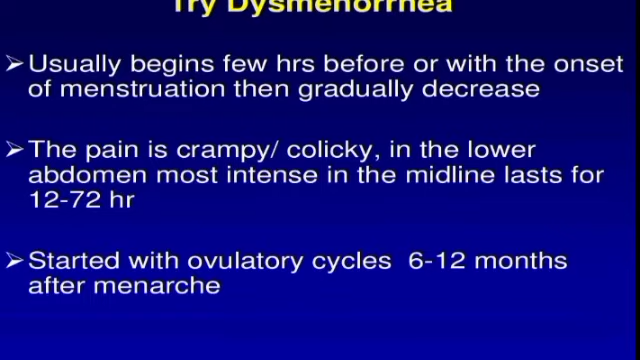 Try Dysmenorrhea
➢Usually begins few hrs before or with the onset
of menstruation then gradually decrease
➢The pain is crampy/ colicky, in the lower
abdomen most intense in the midline lasts for
12-72 hr
➢Started with ovulatory cycles 6-12 months
after menarche